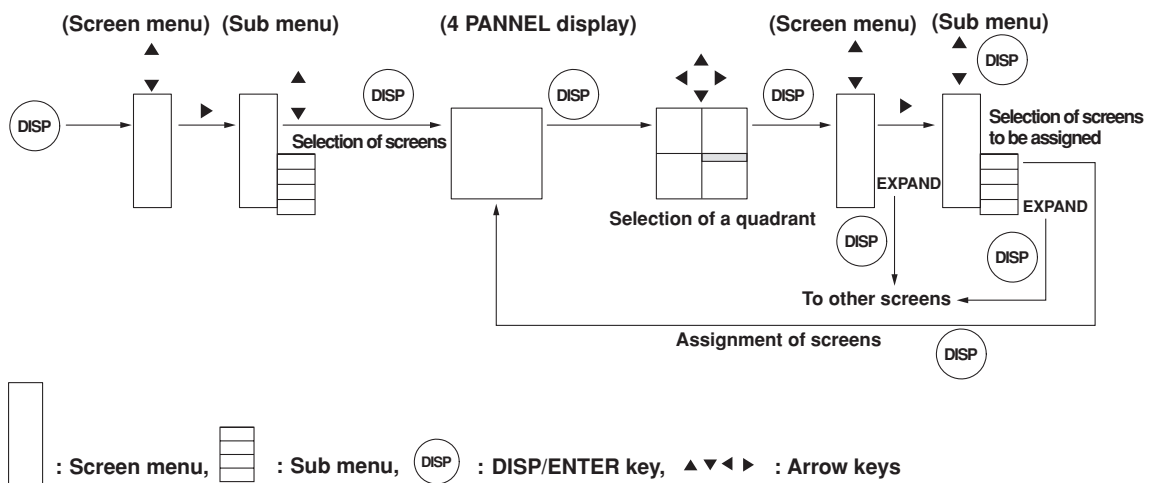 (Screen menu) (Sub menu) (4 PANNEL display) (Screen menu) (Sub menu)
DISP
DISP
DISP
DISP
DISP
Selection of screens
Selection of screens
to be assigned
EXPAND
EXPAND
Selection of a quadrant
DISP
DISP
To other screens
Assignment of screens
DISP
: Screen menu, : Sub menu, DISP : DISP/ENTER key, ▲ ▼ ◀ ▶ : Arrow keys